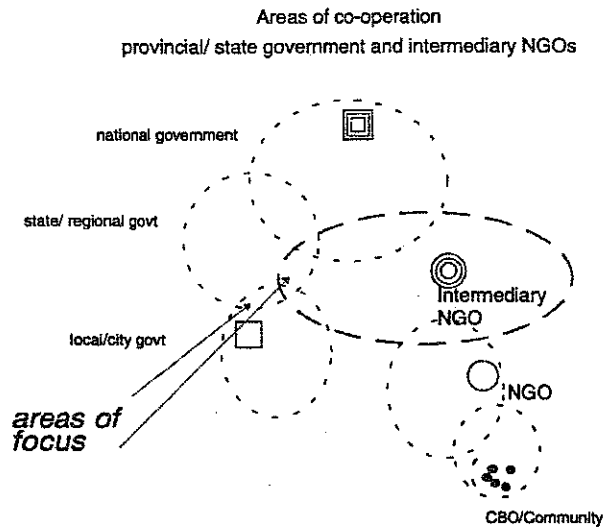 Areas of co-operation
provincial/ state government and intermediary NGOs
national government
state/ regional govt
Intermediary
NGO
local/city govt
NGO
areas of
focus
CBO/Community